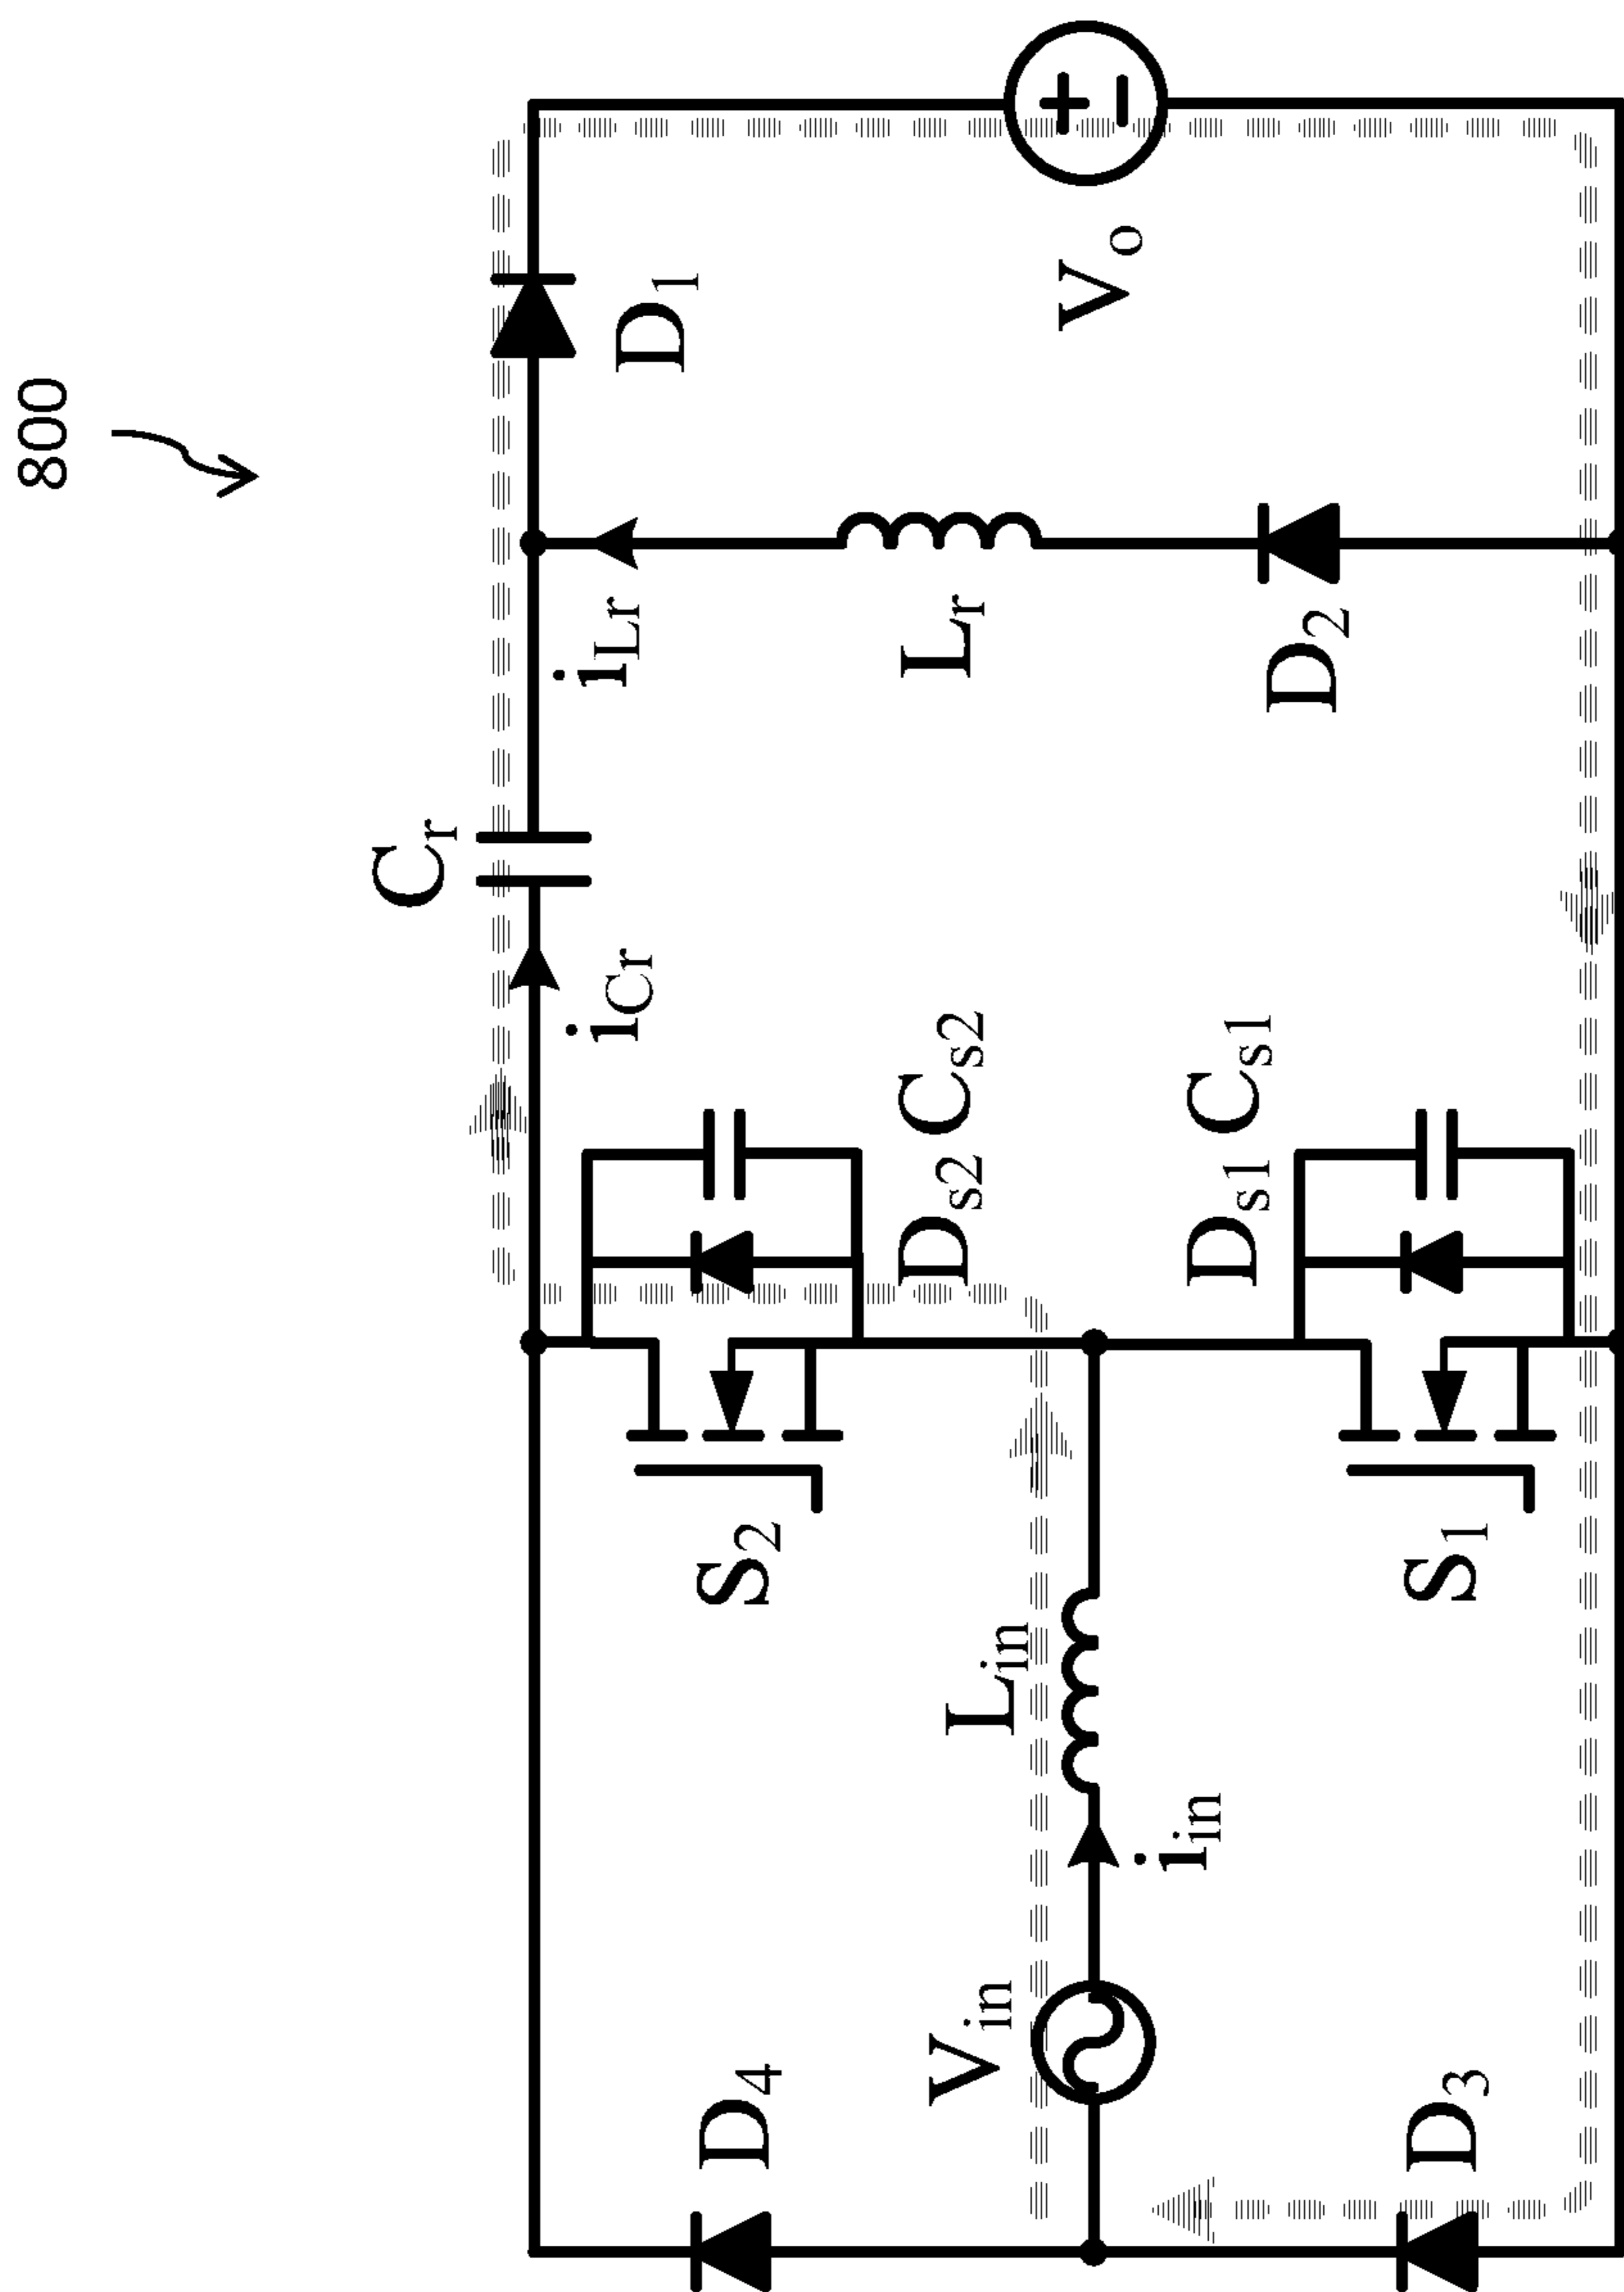 800
D4
Vin
D3
iin
Lin
S2
S1
Ds2 Cs2
Ds1 Cs1
iCr
Cr
iLr
Lr
D2
D1
Vo
+
−